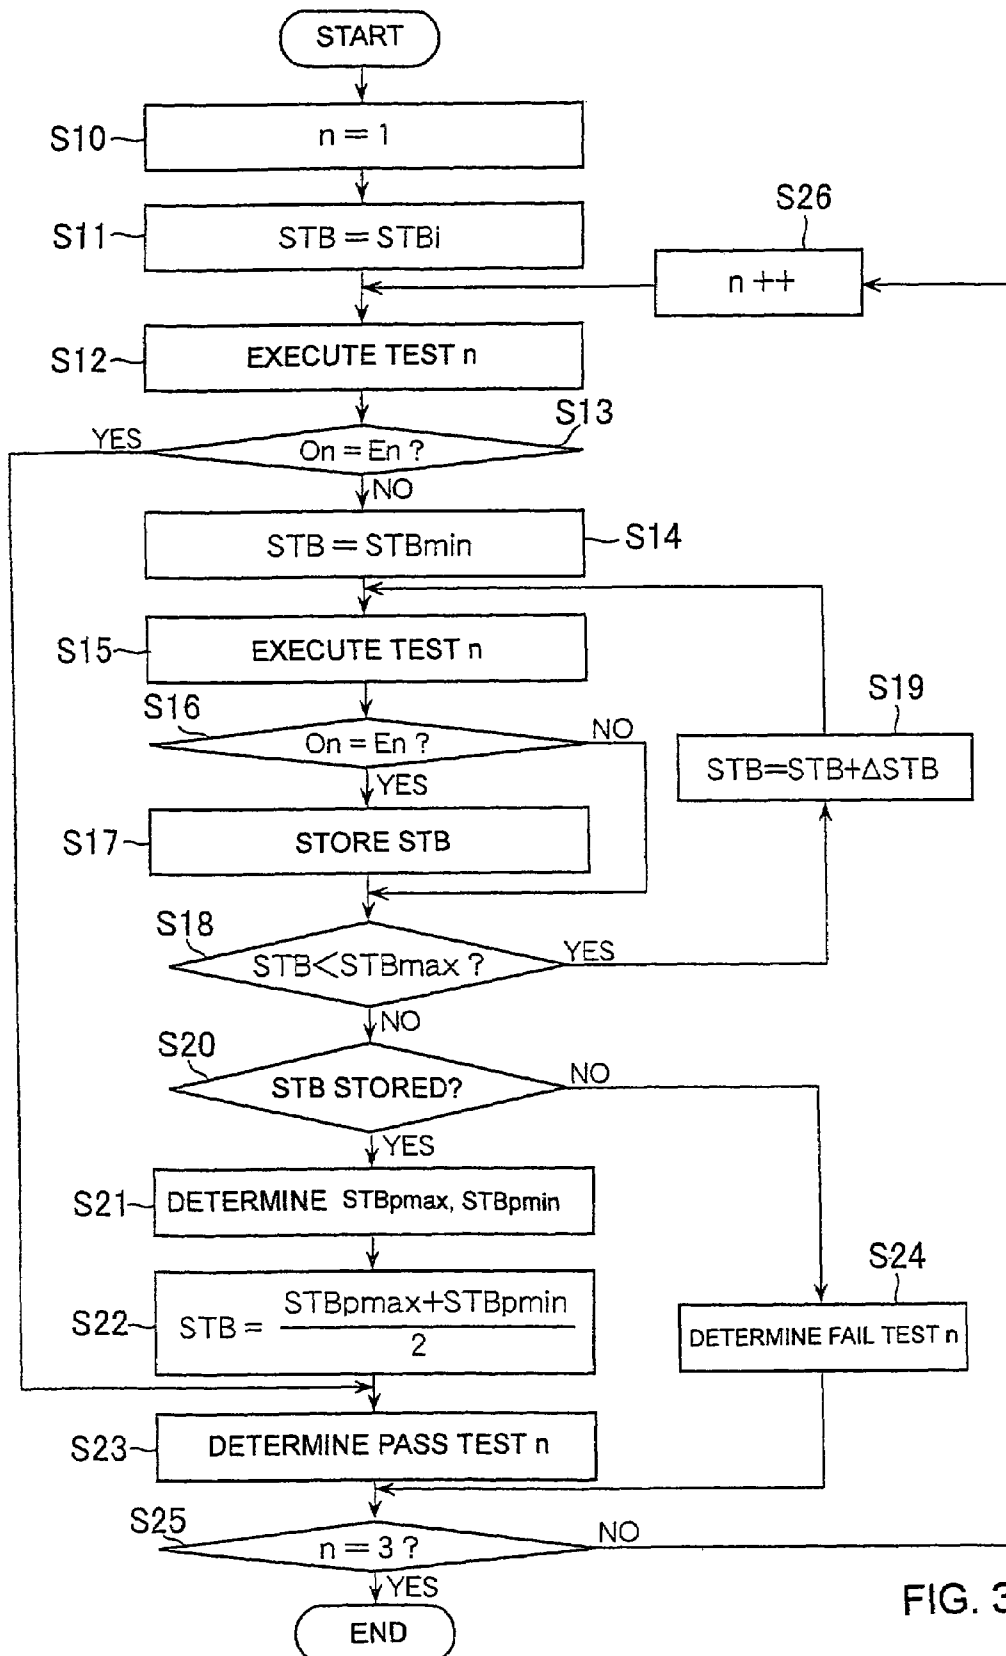 START
S10
n = 1
S11
STB = STBi
S26
n ++
S12
EXECUTE TEST n
S13
YES
On = En ?
NO
STB = STBmin
S14
S15
EXECUTE TEST n
S16
On = En ?
NO
YES
S19
STB=STB+ΔSTB
S17
STORE STB
S18
STB<STBmax ?
YES
NO
S20
STB STORED?
NO
YES
S21
DETERMINE STBpmax, STBpmin
S22
STB = STBpmax+STBpmin
2
S24
DETERMINE FAIL TEST n
S23
DETERMINE PASS TEST n
S25
n = 3 ?
NO
YES
END
FIG. 3